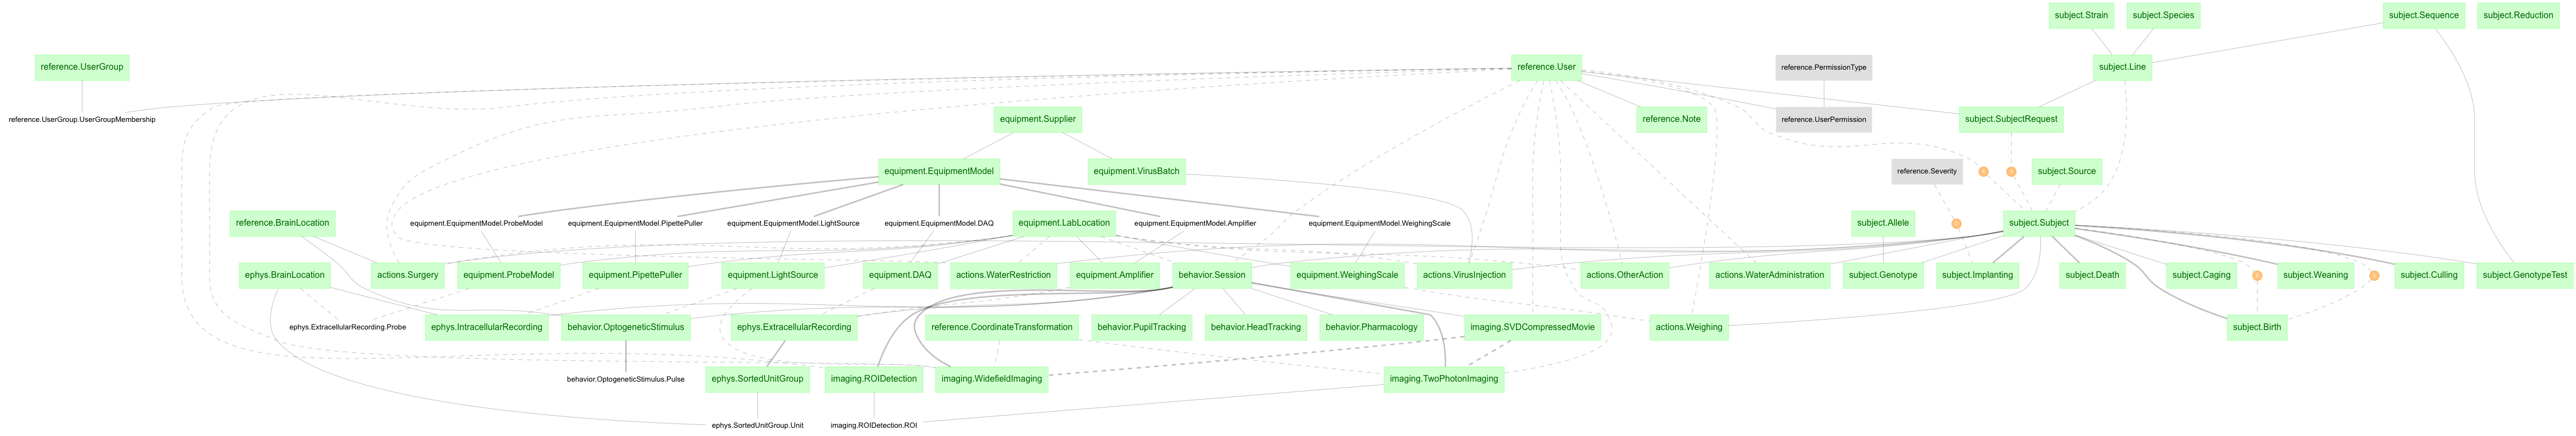 subject.Strain
subject.Species
subject.Sequence
subject.Reduction
reference.UserGroup
reference.User
reference.PermissionType
subject.Line
reference.UserGroup.UserGroupMembership
equipment.Supplier
reference.Note
reference.UserPermission
subject.SubjectRequest
equipment.EquipmentModel
equipment.VirusBatch
reference.Severity
subject.Source
reference.BrainLocation
equipment.EquipmentModel.ProbeModel
equipment.EquipmentModel.PipettePuller
equipment.EquipmentModel.LightSource
equipment.EquipmentModel.DAQ
equipment.LabLocation
equipment.EquipmentModel.Amplifier
equipment.EquipmentModel.WeighingScale
subject.Allele
subject.Subject
ephys.BrainLocation
actions.Surgery
equipment.ProbeModel
equipment.PipettePuller
equipment.LightSource
equipment.DAQ
actions.WaterRestriction
equipment.Amplifier
behavior.Session
equipment.WeighingScale
actions.VirusInjection
actions.OtherAction
actions.WaterAdministration
subject.Genotype
subject.Implanting
subject.Death
subject.Caging
subject.Weaning
subject.Culling
subject.GenotypeTest
ephys.ExtracellularRecording.Probe
ephys.IntracellularRecording
behavior.OptogeneticStimulus
ephys.ExtracellularRecording
reference.CoordinateTransformation
behavior.PupilTracking
behavior.HeadTracking
behavior.Pharmacology
imaging.SVDCompressedMovie
actions.Weighing
subject.Birth
behavior.OptogeneticStimulus.Pulse
ephys.SortedUnitGroup
imaging.ROIDetection
imaging.WidefieldImaging
imaging.TwoPhotonImaging
ephys.SortedUnitGroup.Unit
imaging.ROIDetection.ROI